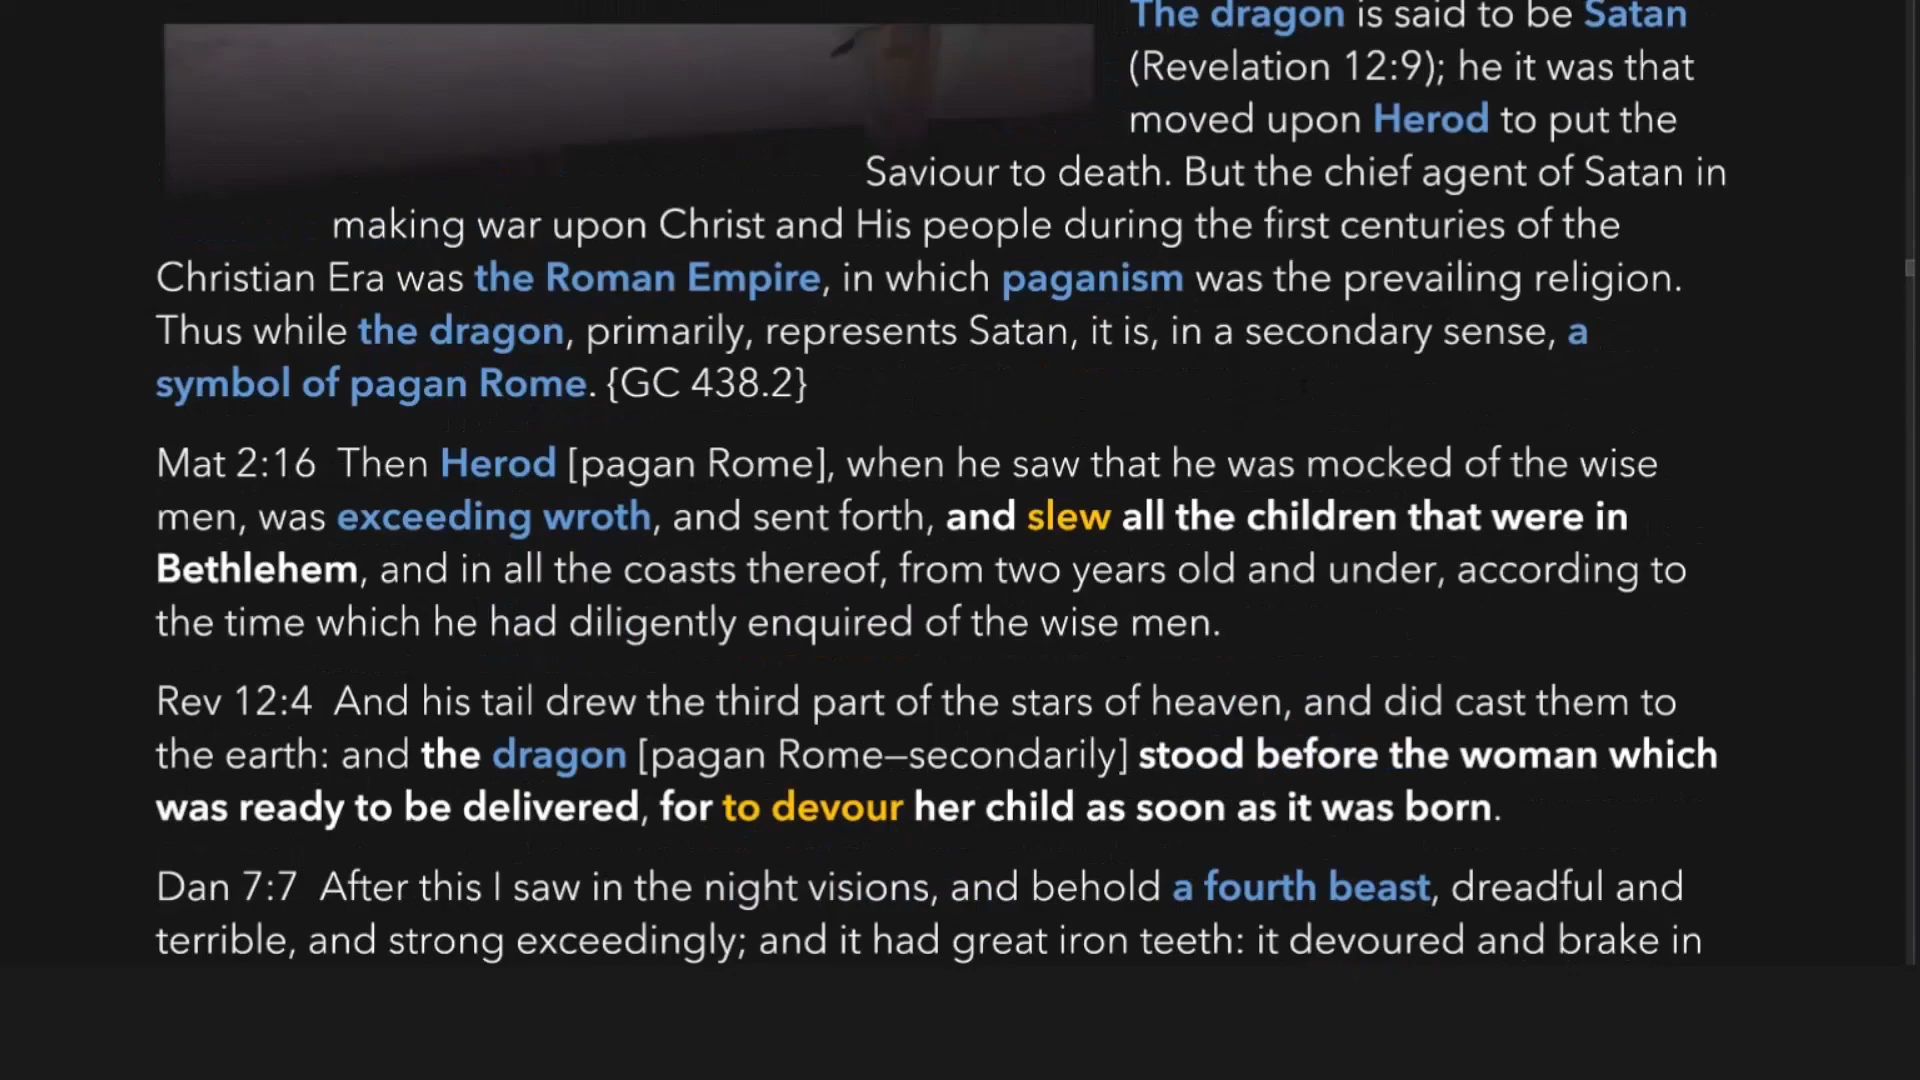 The dragon is said to be Satan
(Revelation 12:9); he it was that
moved upon Herod to put the
Saviour to death. But the chief agent of Satan in
making war upon Christ and His people during the first centuries of the
Christian Era was the Roman Empire, in which paganism was the prevailing religion.
Thus while the dragon, primarily, represents Satan, it is, in a secondary sense, a
symbol of pagan Rome. {GC 438.2}
Mat 2:16  Then Herod [pagan Rome], when he saw that he was mocked of the wise
men, was exceeding wroth, and sent forth, and slew all the children that were in
Bethlehem, and in all the coasts thereof, from two years old and under, according to
the time which he had diligently enquired of the wise men.
Rev 12:4  And his tail drew the third part of the stars of heaven, and did cast them to
the earth: and the dragon [pagan Rome—secondarily] stood before the woman which
was ready to be delivered, for to devour her child as soon as it was born.
Dan 7:7  After this I saw in the night visions, and behold a fourth beast, dreadful and
terrible, and strong exceedingly; and it had great iron teeth: it devoured and brake in